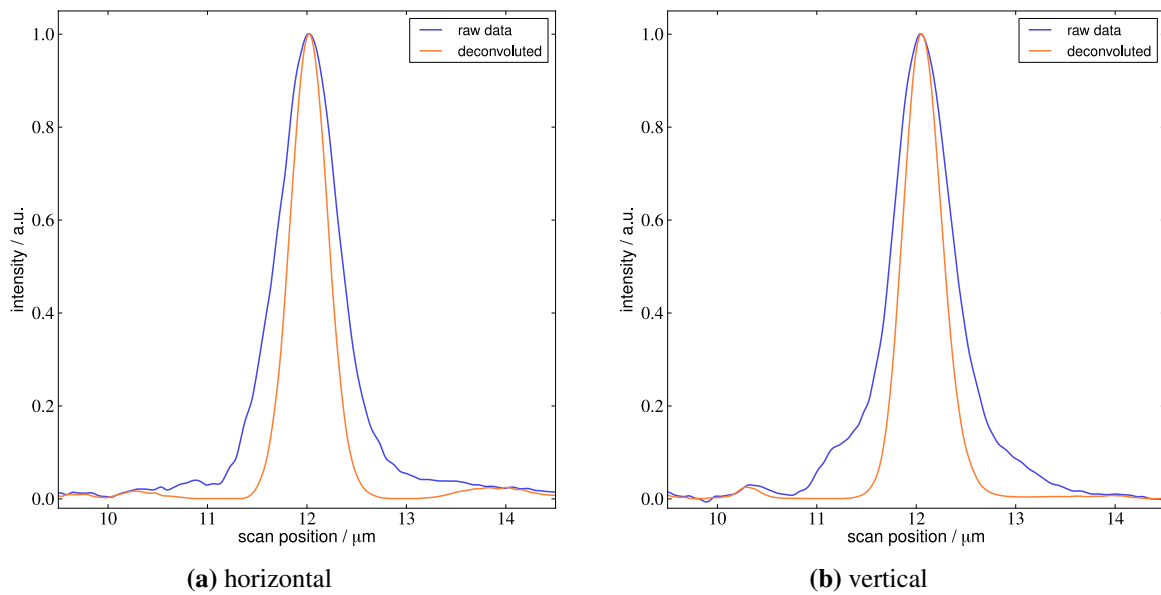 1.0
0.8
0.6
0.4
0.2
0.0
intensity / a.u.
raw data
deconvoluted
10 11 12 13 14
scan position / μm
(a) horizontal
1.0
0.8
0.6
0.4
0.2
0.0
intensity / a.u.
raw data
deconvoluted
10 11 12 13 14
scan position / μm
(b) vertical